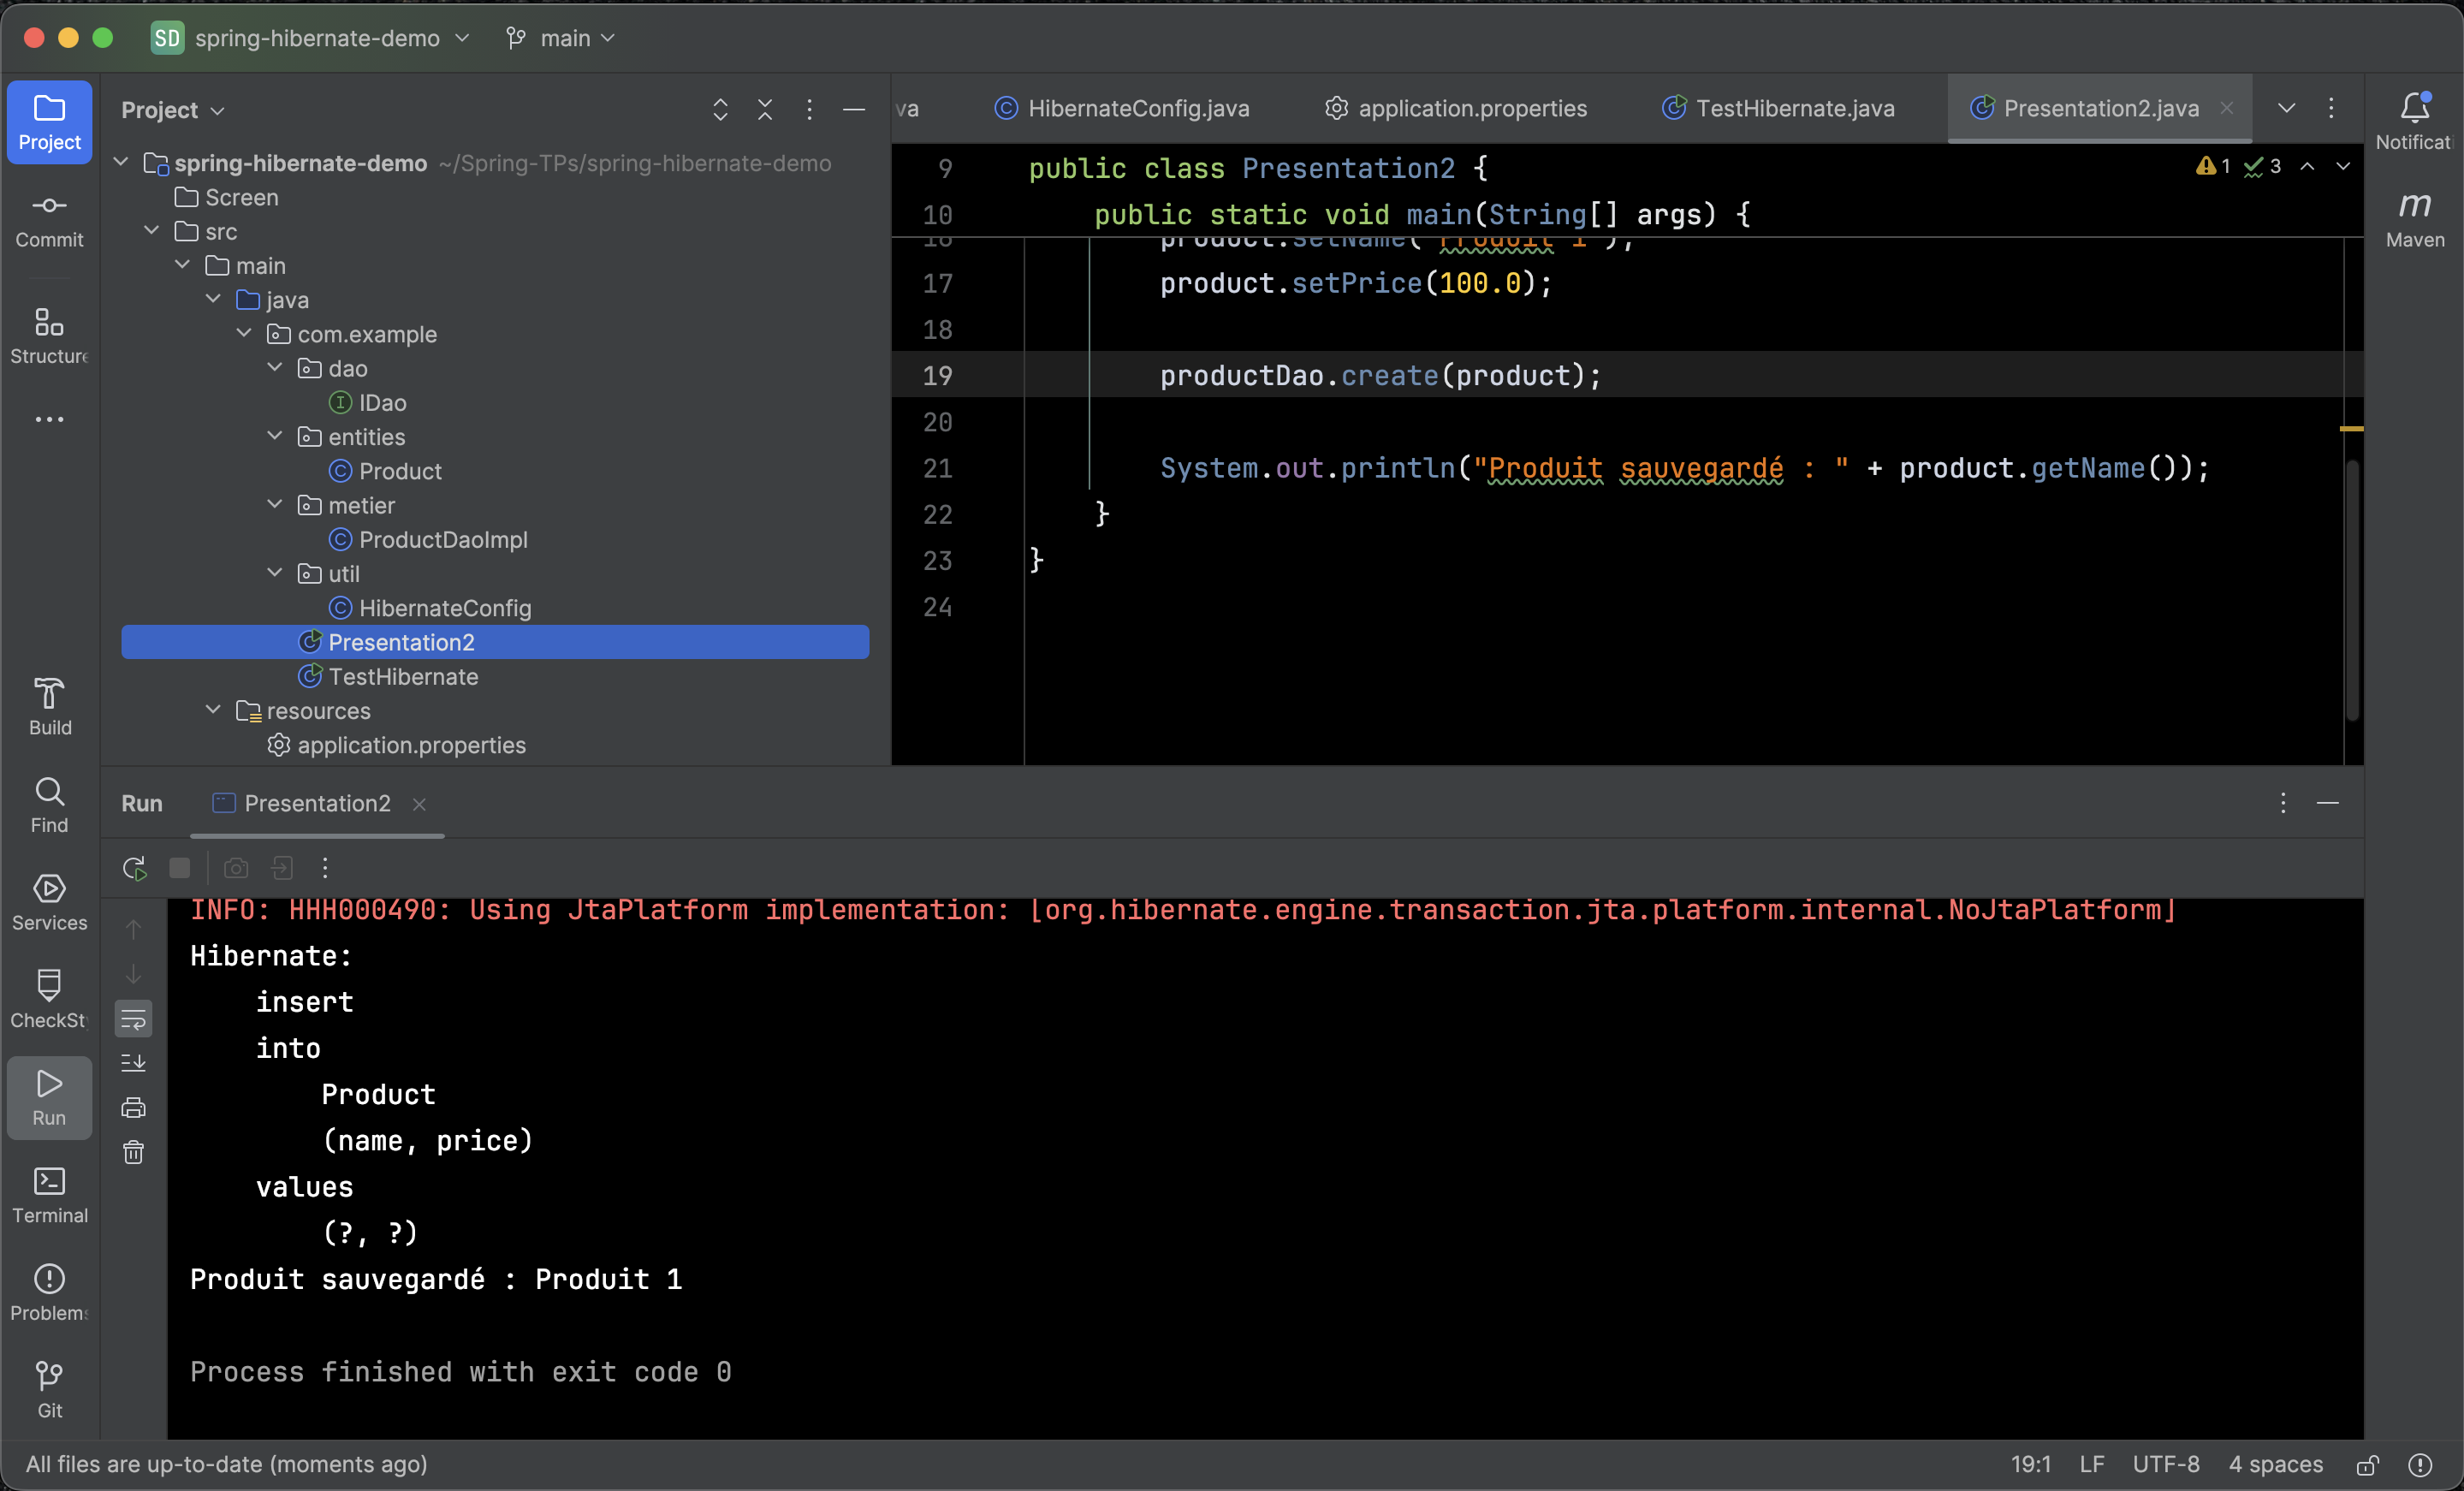 SD spring-hibernate-demo main
Project
Commit
Structure
Build
Find
Services
CheckSt
Run
Terminal
Problems
Git
Project
spring-hibernate-demo ~/Spring-TPs/spring-hibernate-demo
Screen
src
main
java
com.example
dao
IDao
entities
Product
metier
ProductDaoImpl
util
HibernateConfig
Presentation2
TestHibernate
resources
application.properties
va HibernateConfig.java application.properties TestHibernate.java Presentation2.java
1 3
9 public class Presentation2 {
10 public static void main(String[] args) {
16 product.setName("Produit 1");
17 product.setPrice(100.0);
18
19 productDao.create(product);
20
21 System.out.println("Produit sauvegardé : " + product.getName());
22 }
23 }
24
Notificati
m
Maven
Run Presentation2
INFO: HHH000490: Using JtaPlatform implementation: [org.hibernate.engine.transaction.jta.platform.internal.NoJtaPlatform]
Hibernate:
insert
into
Product
(name, price)
values
(?, ?)
Produit sauvegardé : Produit 1
Process finished with exit code 0
All files are up-to-date (moments ago)
19:1 LF UTF-8 4 spaces